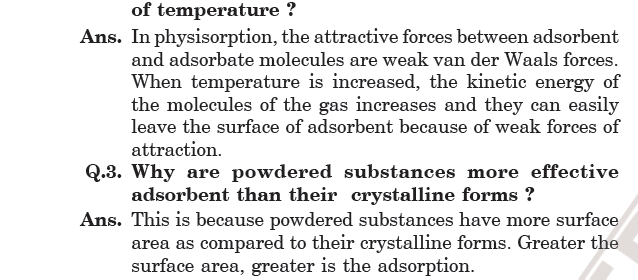 of temperature ?
Ans. In physisorption, the attractive forces between adsorbent
and adsorbate molecules are weak van der Waals forces.
When temperature is increased, the kinetic energy of
the molecules of the gas increases and they can easily
leave the surface of adsorbent because of weak forces of
attraction.
Q.3. Why are powdered substances more effective
adsorbent than their crystalline forms ?
Ans. This is because powdered substances have more surface
area as compared to their crystalline forms. Greater the
surface area, greater is the adsorption.